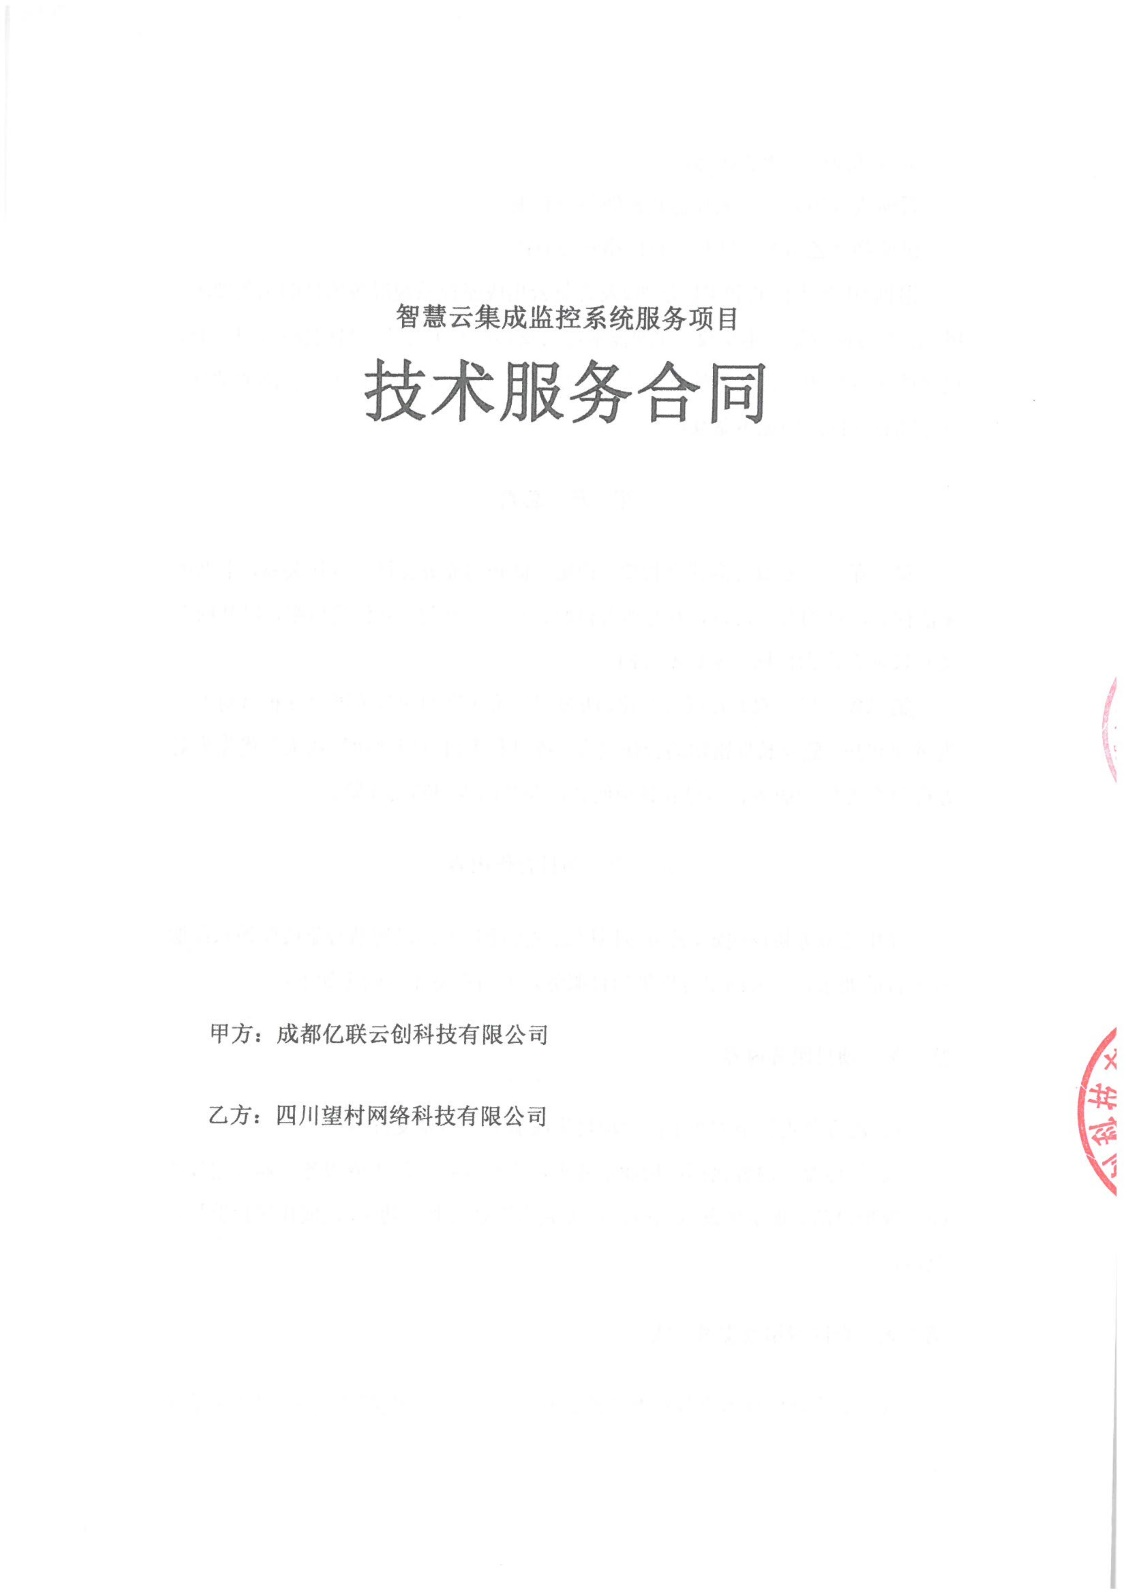 智慧云集成监控系统服务项目
技术服务合同
甲方：成都亿联云创科技有限公司
乙方：四川望村网络科技有限公司